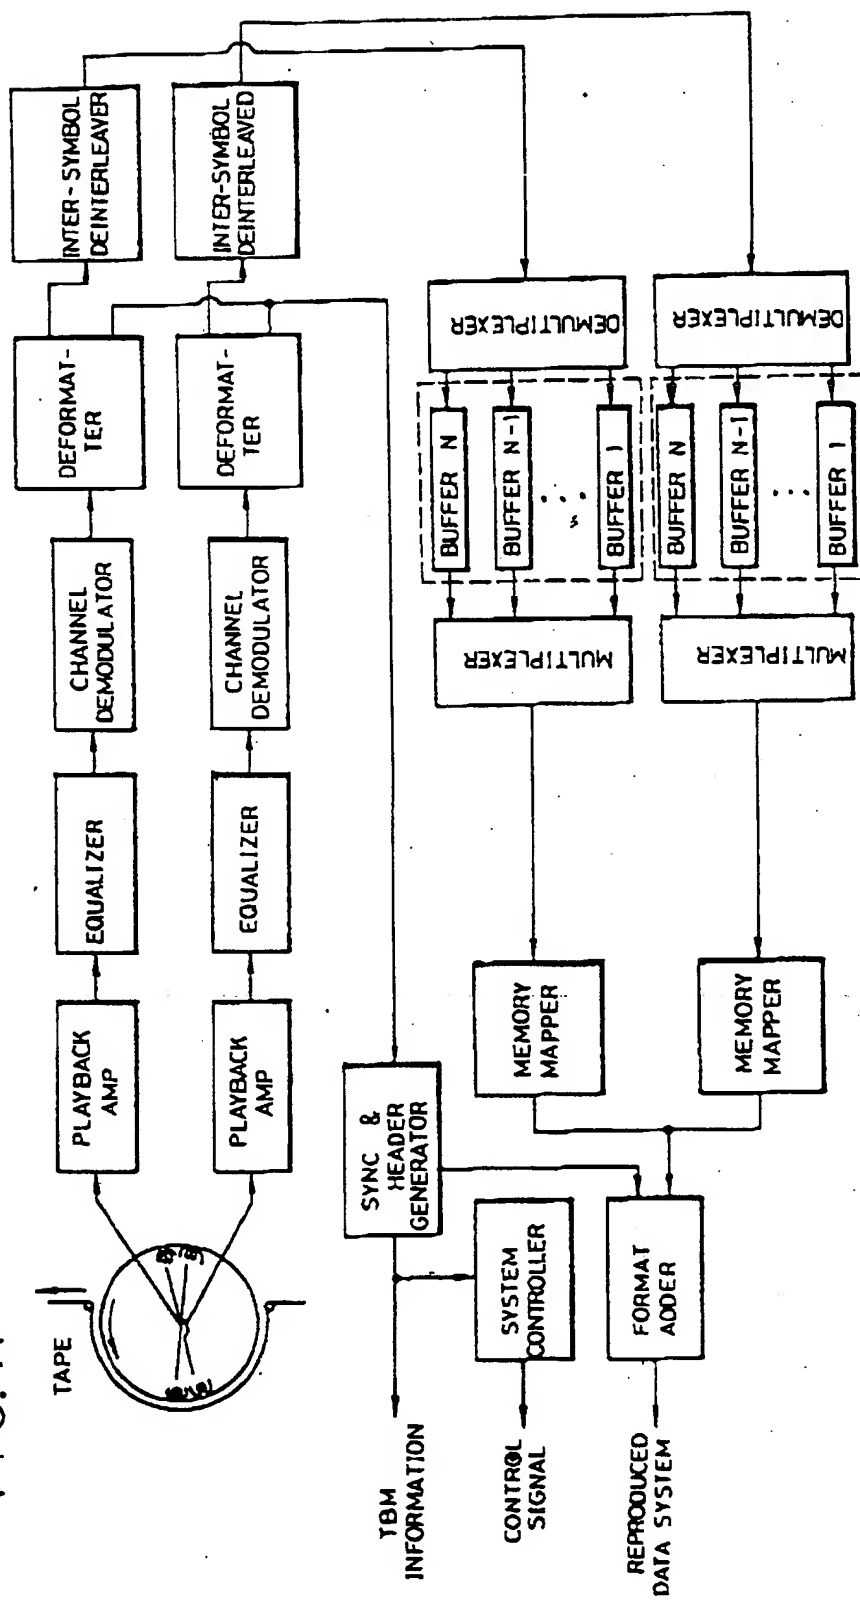 TAPE
PLAYBACK
AMP
EQUALIZER
CHANNEL
DEMODULATOR
DEFORMAT-
TER
INTER-SYMBOL
DEINTERLEAVER
PLAYBACK
AMP
EQUALIZER
CHANNEL
DEMODULATOR
DEFORMAT-
TER
INTER-SYMBOL
DEINTERLEAVED
SYNC &
HEADER
GENERATOR
TBM
INFORMATION
SYSTEM
CONTROLLER
CONTROL
SIGNAL
MEMORY
MAPPER
MULTIPLEXER
BUFFER N
BUFFER N-1
...
BUFFER 1
DEMULTIPLEXER
FORMAT
ADDER
REPRODUCED
DATA SYSTEM
MEMORY
MAPPER
MULTIPLEXER
BUFFER N
BUFFER N-1
...
BUFFER 1
DEMULTIPLEXER